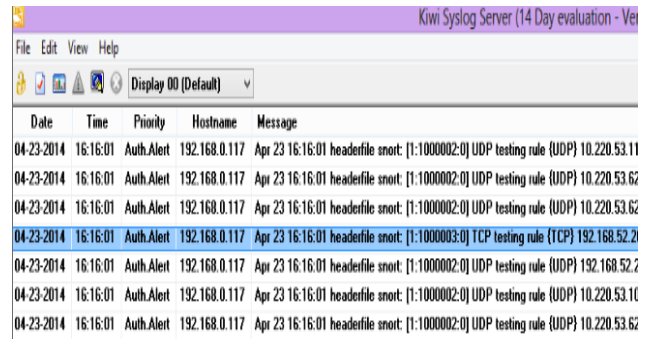 Kiwi Syslog Server (14 Day evaluation - Ver
File Edit View Help
Display 00 (Default)
Date Time Priority Hostname Message
04-23-2014 16:16:01 Auth.Alert 192.168.0.117 Apr 23 16:16:01 headerfile snort: [1:1000002:0] UDP testing rule {UDP} 10.220.53.11
04-23-2014 16:16:01 Auth.Alert 192.168.0.117 Apr 23 16:16:01 headerfile snort: [1:1000002:0] UDP testing rule {UDP} 10.220.53.62
04-23-2014 16:16:01 Auth.Alert 192.168.0.117 Apr 23 16:16:01 headerfile snort: [1:1000002:0] UDP testing rule {UDP} 10.220.53.62
04-23-2014 16:16:01 Auth.Alert 192.168.0.117 Apr 23 16:16:01 headerfile snort: [1:1000003:0] TCP testing rule {TCP} 192.168.52.20
04-23-2014 16:16:01 Auth.Alert 192.168.0.117 Apr 23 16:16:01 headerfile snort: [1:1000002:0] UDP testing rule {UDP} 192.168.52.2
04-23-2014 16:16:01 Auth.Alert 192.168.0.117 Apr 23 16:16:01 headerfile snort: [1:1000002:0] UDP testing rule {UDP} 10.220.53.10
04-23-2014 16:16:01 Auth.Alert 192.168.0.117 Apr 23 16:16:01 headerfile snort: [1:1000002:0] UDP testing rule {UDP} 10.220.53.62